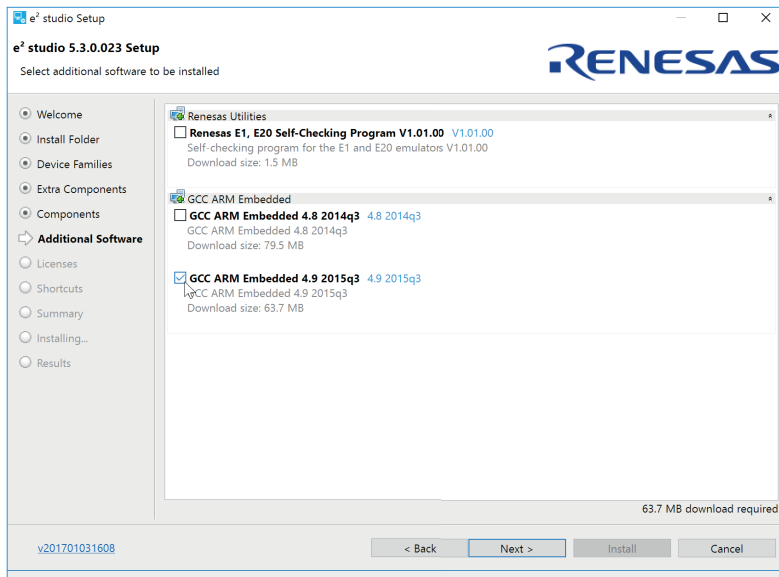 e² studio Setup
e² studio 5.3.0.023 Setup
Select additional software to be installed
RENESAS
Welcome
Install Folder
Device Families
Extra Components
Components
Additional Software
Licenses
Shortcuts
Summary
Installing...
Results
Renesas Utilities
Renesas E1, E20 Self-Checking Program V1.01.00 V1.01.00
Self-checking program for the E1 and E20 emulators V1.01.00
Download size: 1.5 MB
GCC ARM Embedded
GCC ARM Embedded 4.8 2014q3 4.8 2014q3
GCC ARM Embedded 4.8 2014q3
Download size: 79.5 MB
GCC ARM Embedded 4.9 2015q3 4.9 2015q3
GCC ARM Embedded 4.9 2015q3
Download size: 63.7 MB
63.7 MB download required
v201701031608
< Back
Next >
Install
Cancel